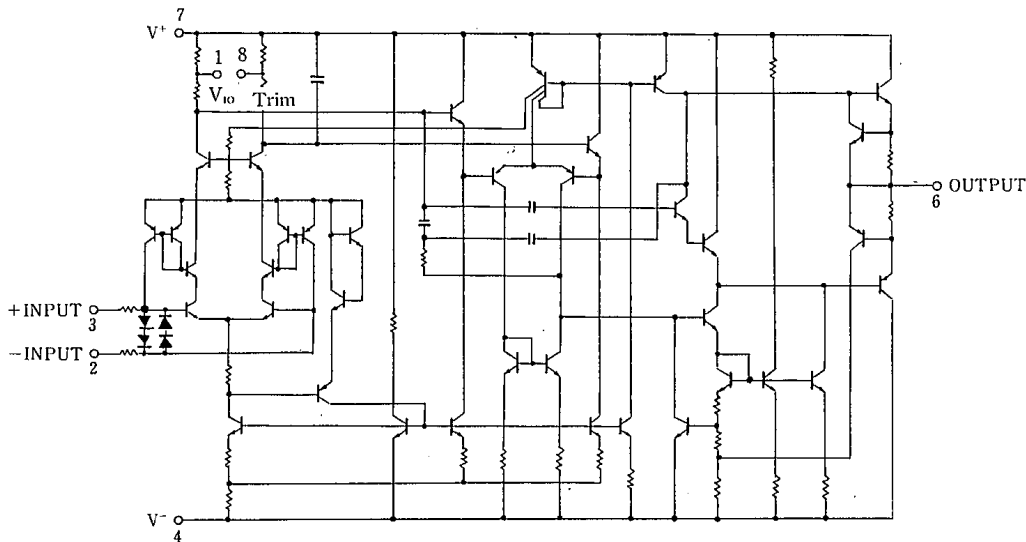 7
V+
1 8
V₁₀ Trim
OUTPUT
6
+INPUT
3
−INPUT
2
V−
4